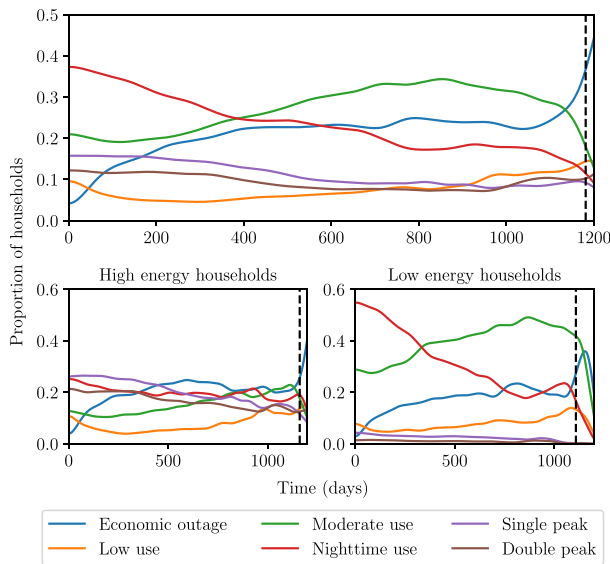 0.5
0.4
0.3
0.2
0.1
0.0
0 200 400 600 800 1000 1200
Proportion of households
High energy households
Low energy households
0.6
0.4
0.2
0.0
0 500 1000
0.6
0.4
0.2
0.0
0 500 1000
Time (days)
Economic outage
Moderate use
Single peak
Low use
Nighttime use
Double peak